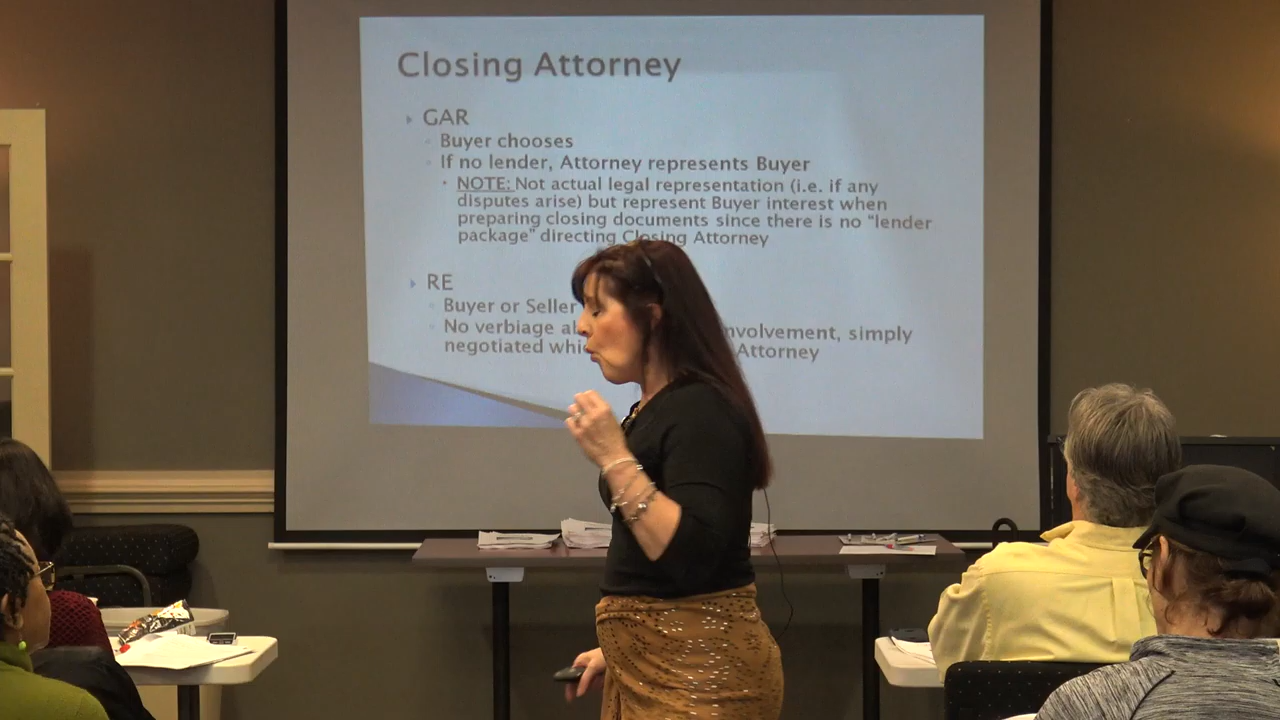 Closing Attorney
GAR
Buyer chooses
If no lender, Attorney represents Buyer
NOTE: Not actual legal representation (i.e. if any
disputes arise) but represent Buyer interest when
preparing closing documents since there is no “lender
package” directing Closing Attorney
RE
Buyer or Seller
No verbiage involvement, simply
negotiated Attorney